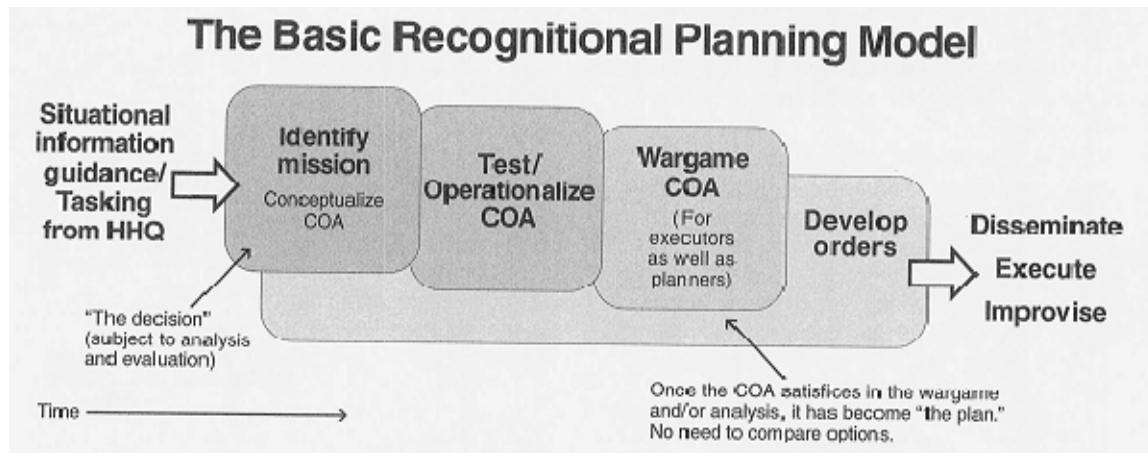 The Basic Recognitional Planning Model
Situational
information
guidance/
Tasking
from HHQ
Identify
mission
Conceptualize
COA
Test/
Operationalize
COA
Wargame
COA
(For
executors
as well as
planners)
Develop
orders
Disseminate
Execute
Improvise
"The decision"
(subject to analysis
and evaluation)
Once the COA satisfices in the wargame
and/or analysis, it has become "the plan."
No need to compare options.
Time